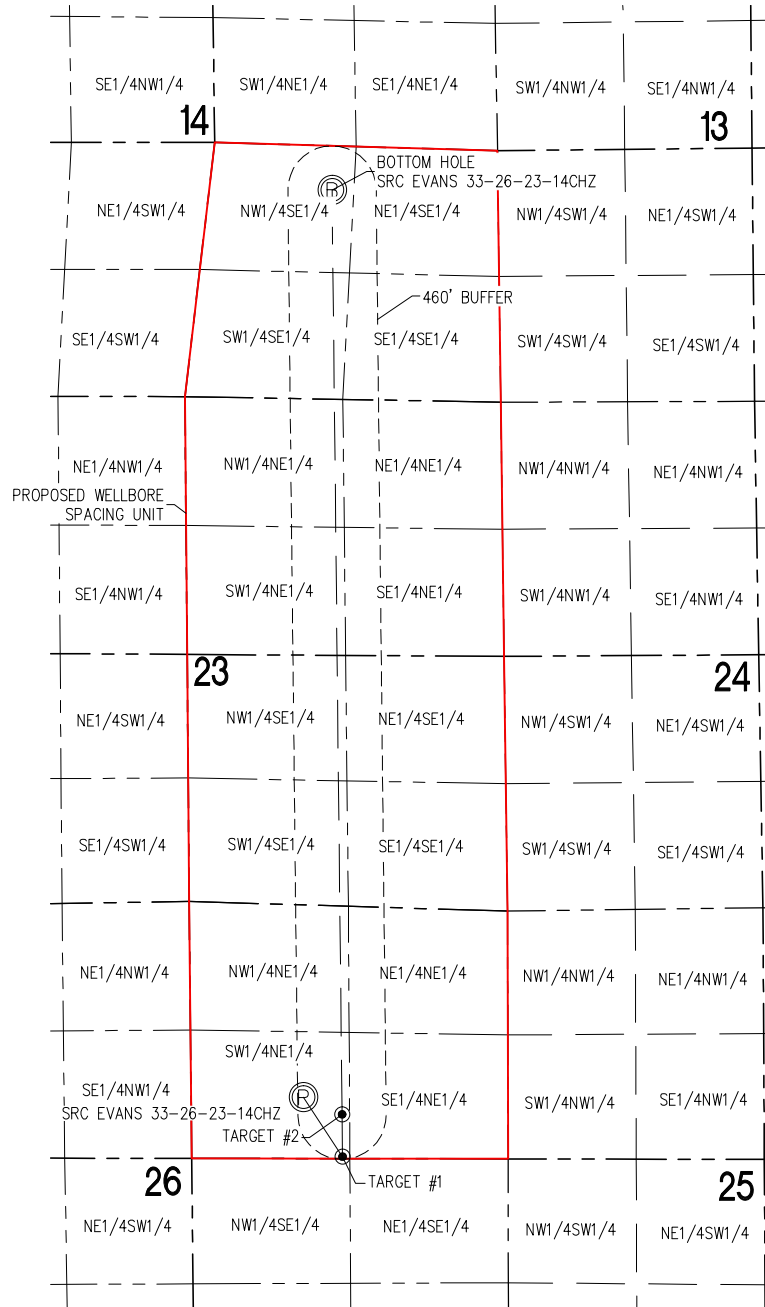 SE1/4NW1/4 SW1/4NE1/4 SE1/4NE1/4 SW1/4NW1/4 SE1/4NW1/4
14 13
BOTTOM HOLE
SRC EVANS 33-26-23-14CHZ
R
NE1/4SW1/4 NW1/4SE1/4 NE1/4SE1/4 NW1/4SW1/4 NE1/4SW1/4
460' BUFFER
SE1/4SW1/4 SW1/4SE1/4 SE1/4SE1/4 SW1/4SW1/4 SE1/4SW1/4
NE1/4NW1/4 NW1/4NE1/4 NE1/4NE1/4 NW1/4NW1/4 NE1/4NW1/4
PROPOSED WELLBORE
SPACING UNIT
SE1/4NW1/4 SW1/4NE1/4 SE1/4NE1/4 SW1/4NW1/4 SE1/4NW1/4
23 24
NE1/4SW1/4 NW1/4SE1/4 NE1/4SE1/4 NW1/4SW1/4 NE1/4SW1/4
SE1/4SW1/4 SW1/4SE1/4 SE1/4SE1/4 SW1/4SW1/4 SE1/4SW1/4
NE1/4NW1/4 NW1/4NE1/4 NE1/4NE1/4 NW1/4NW1/4 NE1/4NW1/4
SW1/4NE1/4
SE1/4NW1/4 R SE1/4NE1/4 SW1/4NW1/4 SE1/4NW1/4
SRC EVANS 33-26-23-14CHZ
TARGET #2
TARGET #1
26 25
NE1/4SW1/4 NW1/4SE1/4 NE1/4SE1/4 NW1/4SW1/4 NE1/4SW1/4